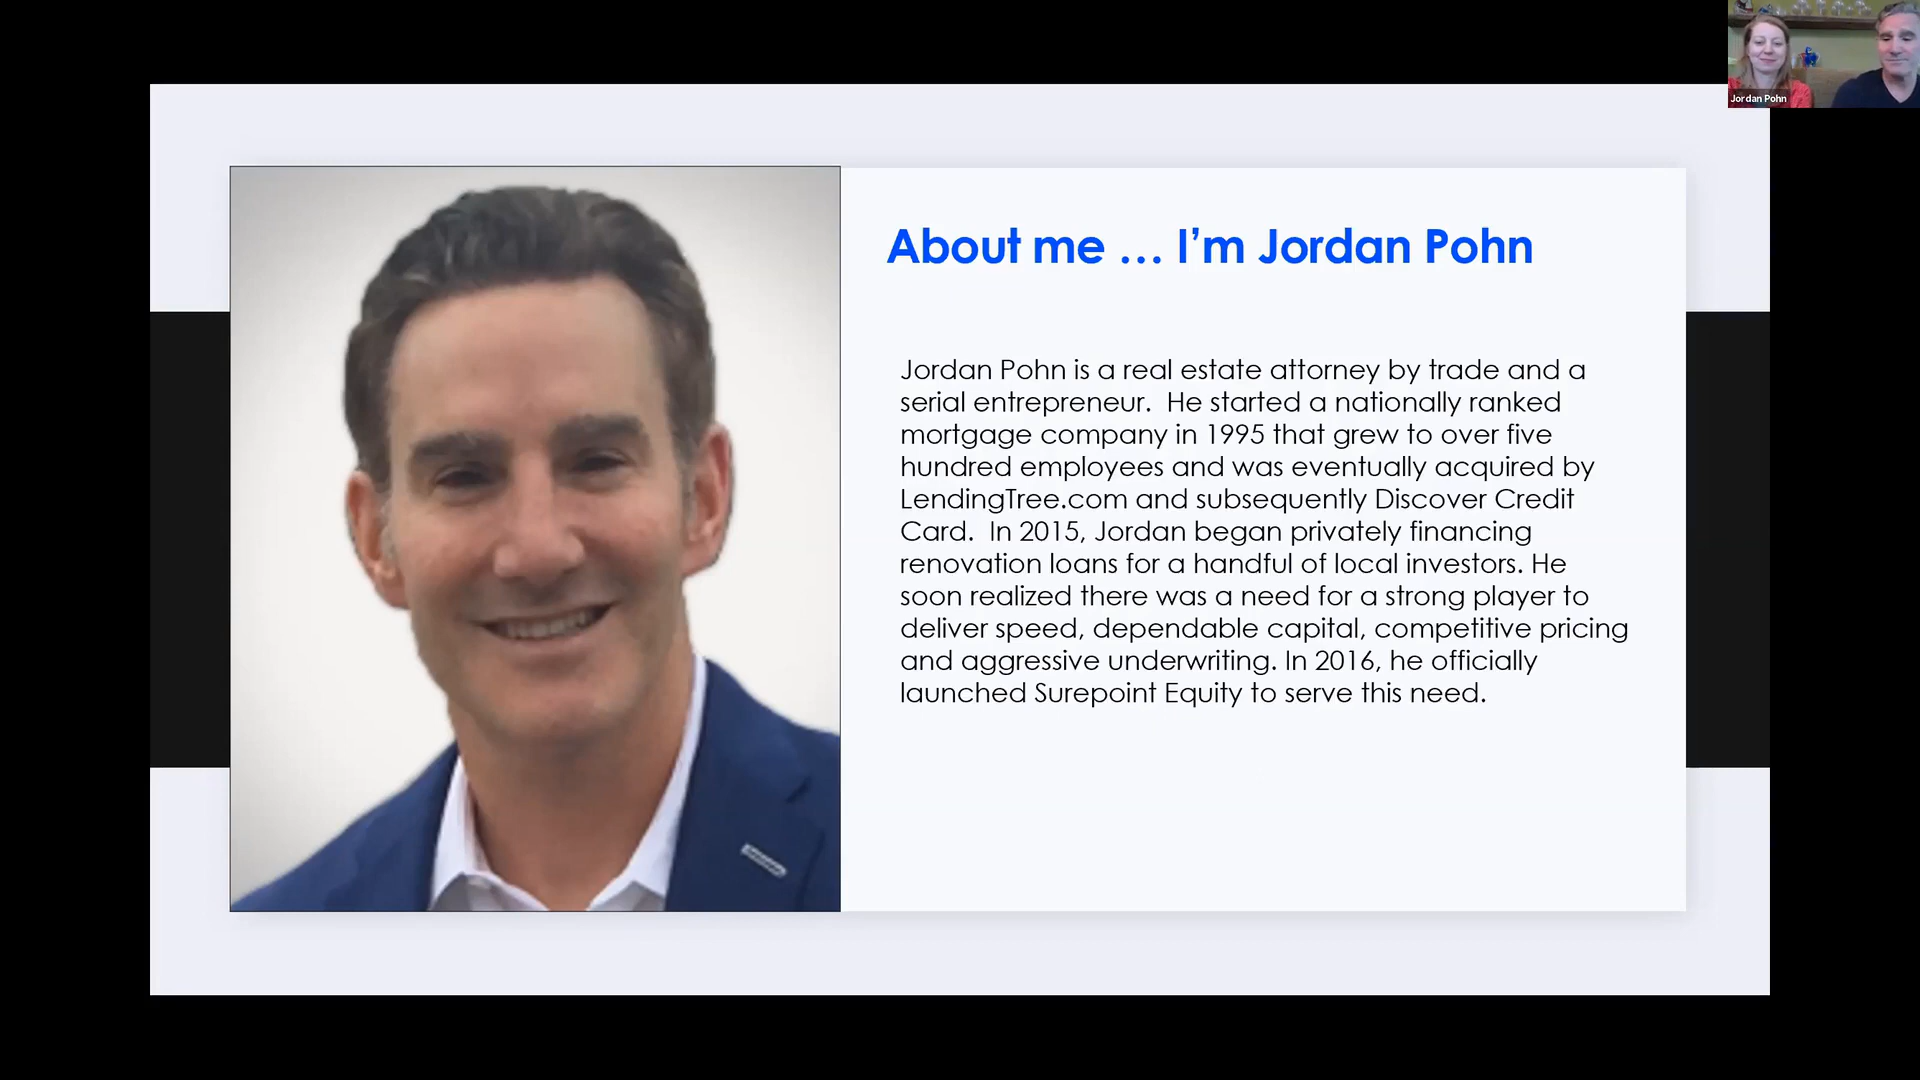 Jordan Pohn
About me … I’m Jordan Pohn
Jordan Pohn is a real estate attorney by trade and a
serial entrepreneur.  He started a nationally ranked
mortgage company in 1995 that grew to over five
hundred employees and was eventually acquired by
LendingTree.com and subsequently Discover Credit
Card.  In 2015, Jordan began privately financing
renovation loans for a handful of local investors. He
soon realized there was a need for a strong player to
deliver speed, dependable capital, competitive pricing
and aggressive underwriting. In 2016, he officially
launched Surepoint Equity to serve this need.